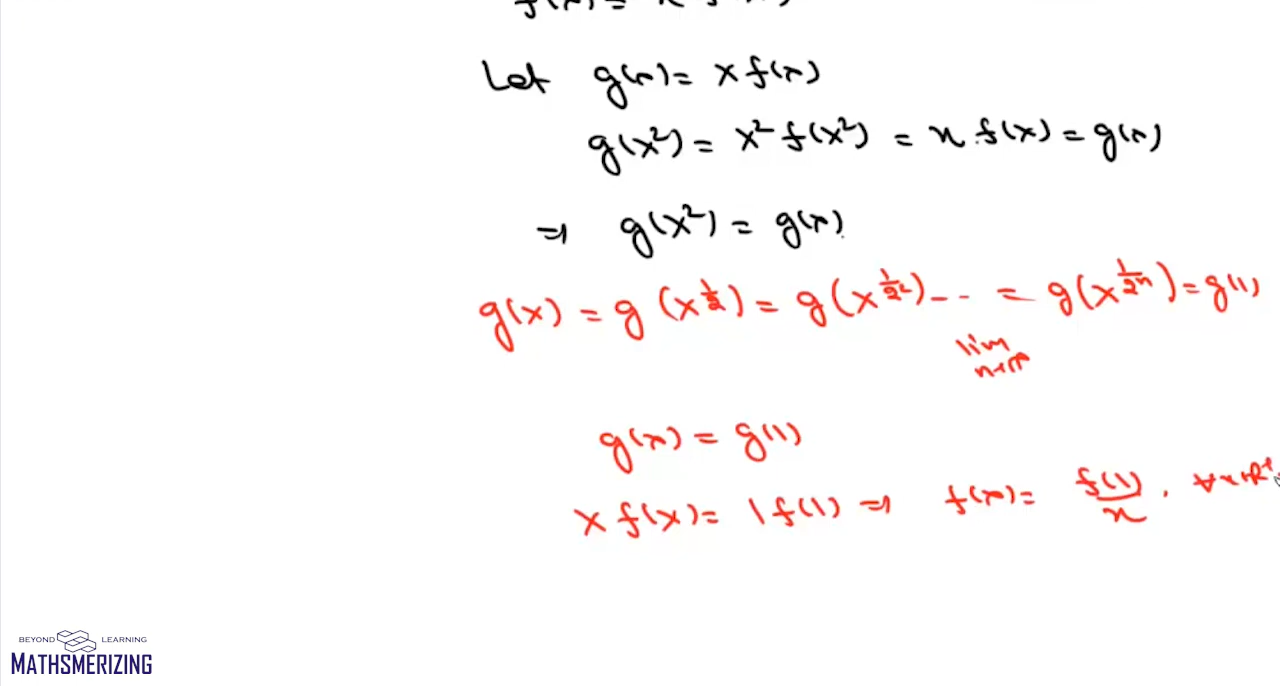 Let g(x) = x f(x)
g(x²) = x² f(x²) = x . f(x) = g(x)
⇒ g(x²) = g(x).
g(x) = g(x^{1/2}) = g(x^{1/2²}) -- .. = g(x^{1/2ⁿ}) = g(1)
lim
n→∞
g(x) = g(1)
x f(x) = 1 f(1) ⇒ f(x) = f(1)/x . ∀ x ∈ R⁺
BEYOND LEARNING
MATHSMERIZING